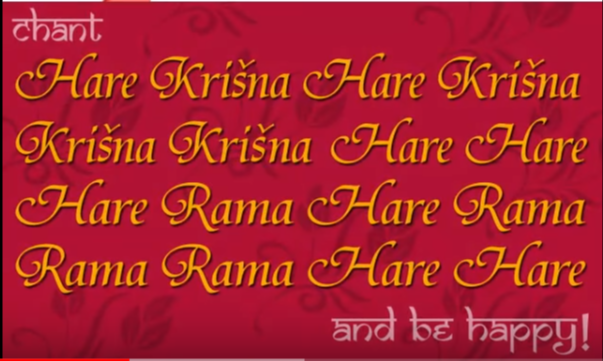 chant
Hare Krišna Hare Krišna
Krišna Krišna Hare Hare
Hare Rama Hare Rama
Rama Rama Hare Hare
and be happy!